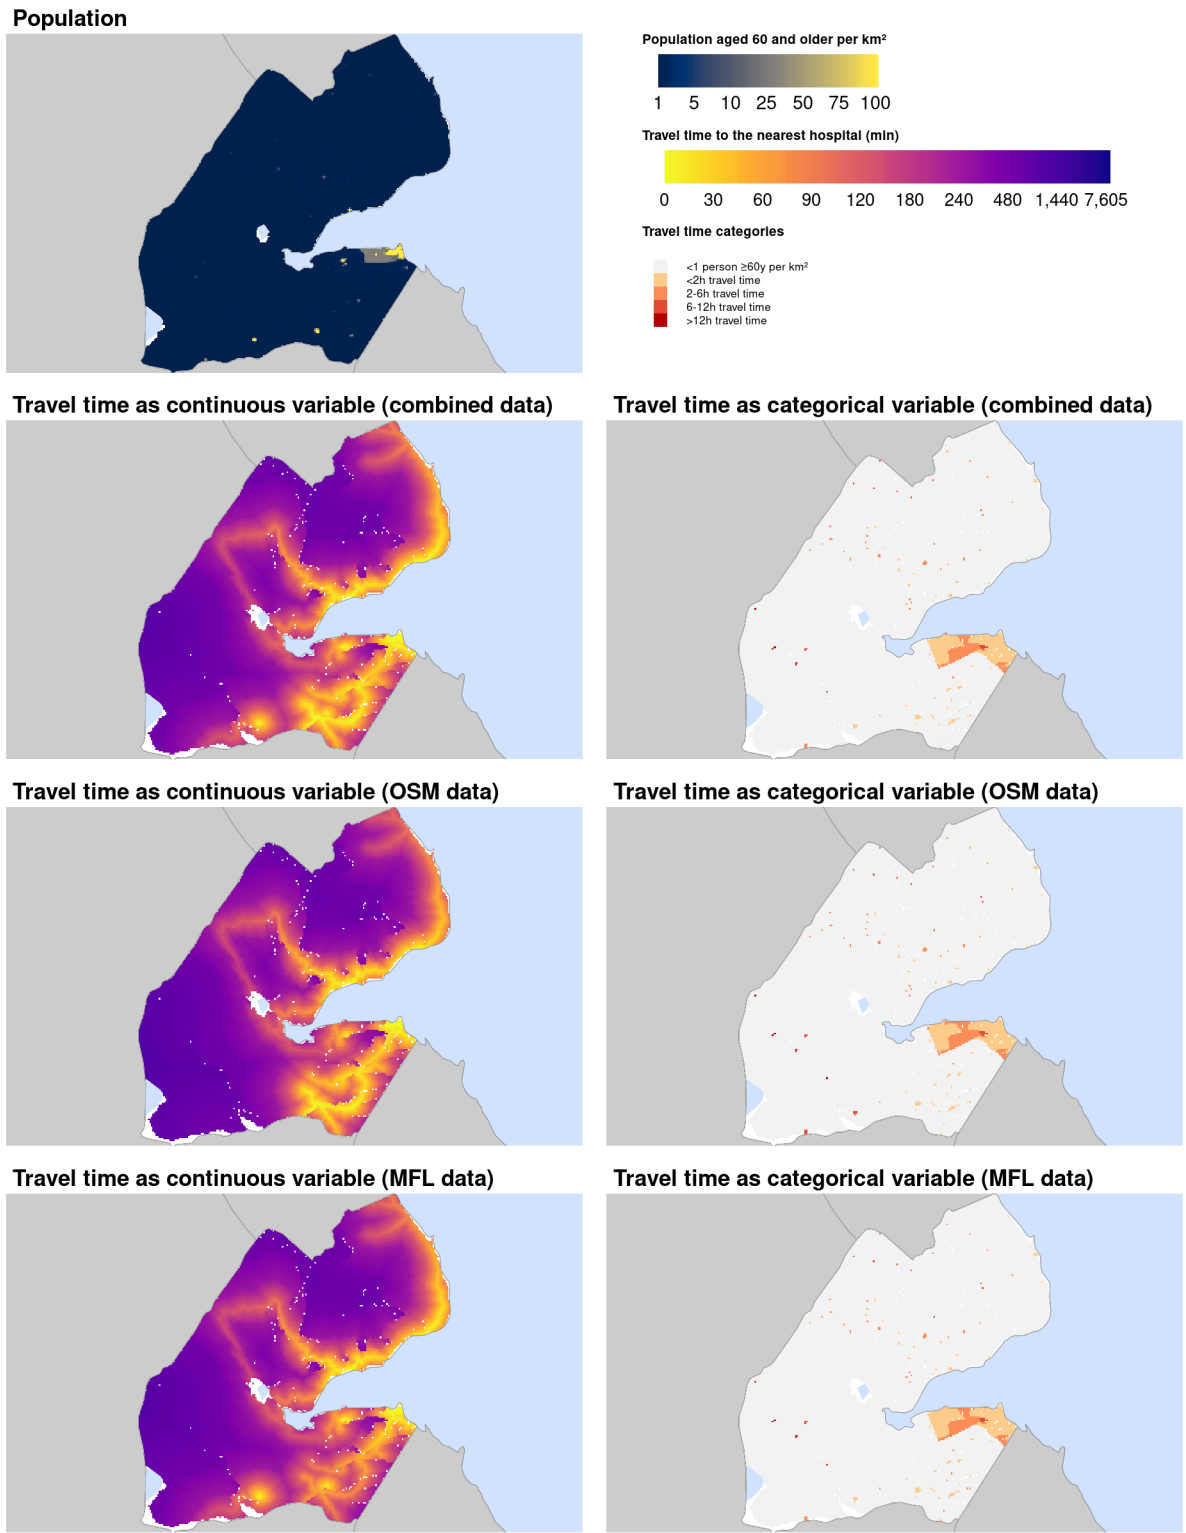 Population
Population aged 60 and older per km²
1 5 10 25 50 75 100
Travel time to the nearest hospital (min)
0 30 60 90 120 180 240 480 1,440 7,605
Travel time categories
<1 person ≥60y per km²
<2h travel time
2-6h travel time
6-12h travel time
>12h travel time
Travel time as continuous variable (combined data)
Travel time as categorical variable (combined data)
Travel time as continuous variable (OSM data)
Travel time as categorical variable (OSM data)
Travel time as continuous variable (MFL data)
Travel time as categorical variable (MFL data)